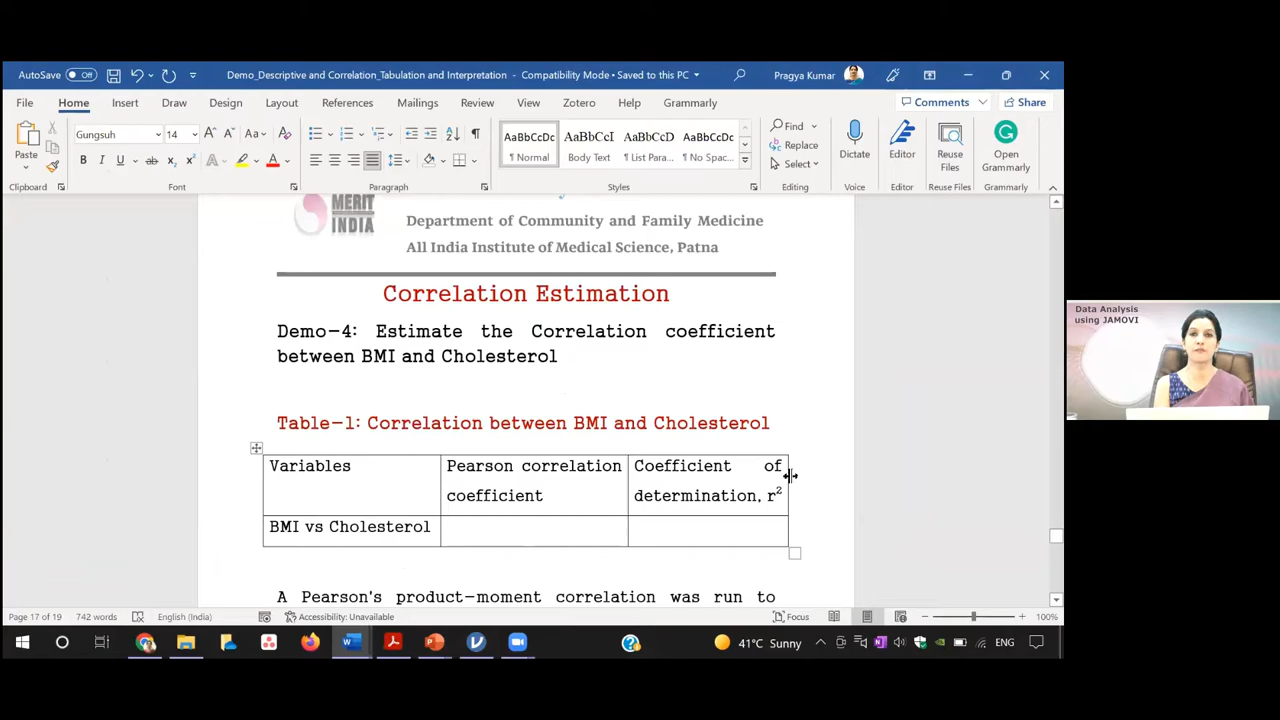 AutoSave Off Demo_Descriptive and Correlation_Tabulation and Interpretation - Compatibility Mode • Saved to this PC Pragya Kumar
File Home Insert Draw Design Layout References Mailings Review View Zotero Help Grammarly Comments Share
Gungsuh 14 Aa AaBbCcDc AaBbCcI AaBbCcD AaBbCcDc Find
Replace
Select
Paste B I U ab x₂ x² A A ¶ Normal Body Text ¶ List Para... ¶ No Spac... Dictate Editor Reuse Files Open Grammarly
Clipboard Font Paragraph Styles Editing Voice Editor Reuse Files Grammarly
MERIT
INDIA
Department of Community and Family Medicine
All India Institute of Medical Science, Patna
Correlation Estimation
Demo-4: Estimate the Correlation coefficient
between BMI and Cholesterol
Table-1: Correlation between BMI and Cholesterol
Variables Pearson correlation Coefficient of
coefficient determination, r²
BMI vs Cholesterol
A Pearson's product-moment correlation was run to
Data Analysis
using JAMOVI
Page 17 of 19 742 words English (India) Accessibility: Unavailable Focus 100%
41°C Sunny ENG